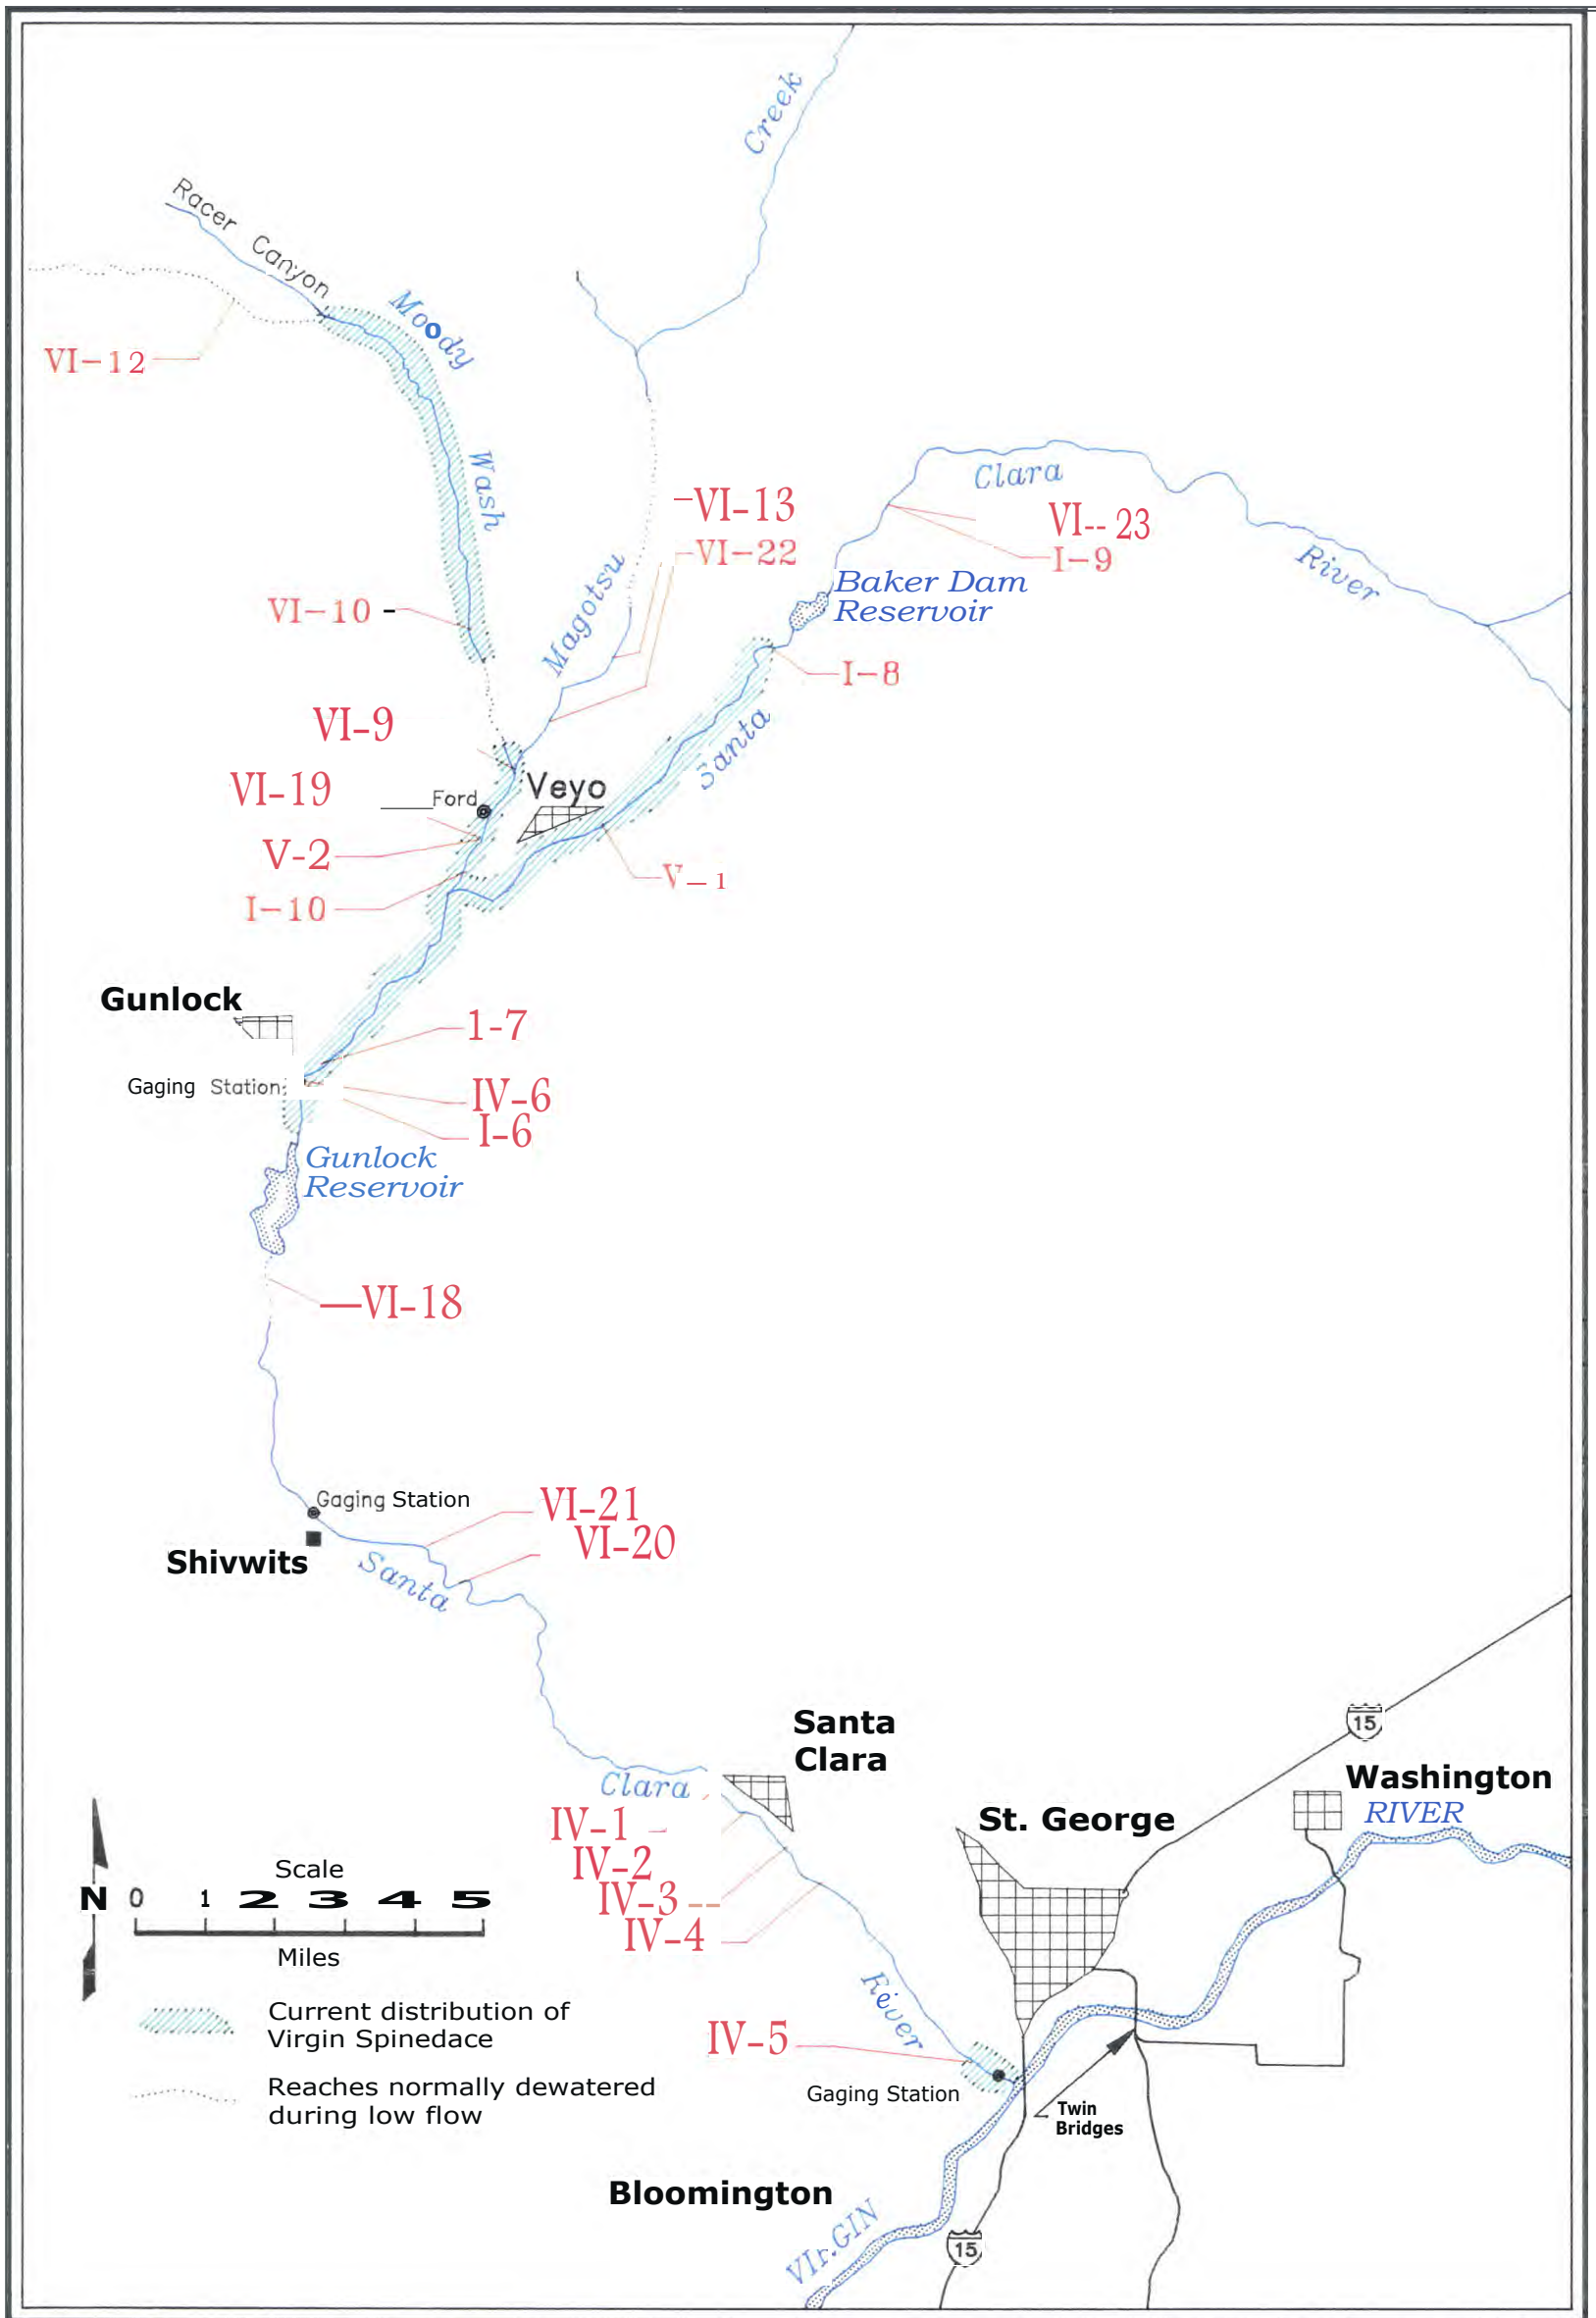 Creek
Racer Canyon
Moody
Wash
VI-12
Clara
-VI-13
VI-- 23
VI-22
I-9
River
Magotsu
Baker Dam
Reservoir
VI-10 -
I-8
Santa
VI-9
VI-19
Ford
Veyo
V-2
V-1
I-10
Gunlock
1-7
Gaging Station
IV-6
I-6
Gunlock
Reservoir
—VI-18
Gaging Station
VI-21
VI-20
Shivwits
Santa
Santa
Clara
15
Clara
Washington
RIVER
IV-1
St. George
IV-2
IV-3 --
IV-4
Scale
N 0 1 2 3 4 5
Miles
River
Current distribution of
Virgin Spinedace
IV-5
Reaches normally dewatered
during low flow
Gaging Station
Twin
Bridges
Bloomington
VIRGIN
15